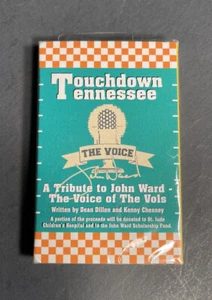 Touchdown
Tennessee
THE VOICE
A Tribute to John Ward -
The Voice of The Vols
Written by Dean Dillon and Kenny Chesney
A portion of the proceeds will be donated to St. Jude
Children's Hospital and to the John Ward Scholarship Fund.